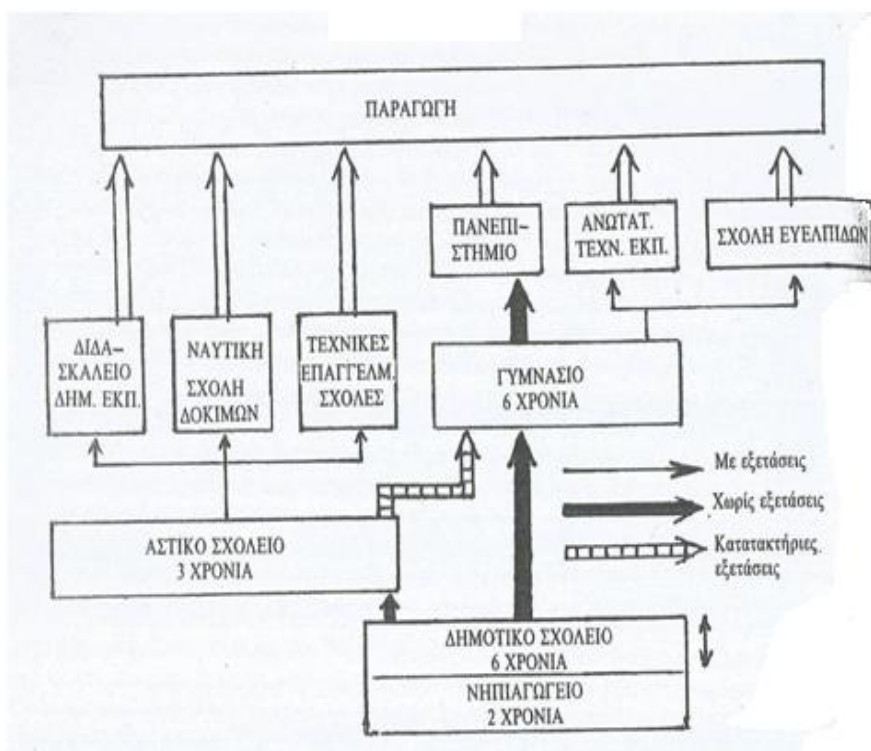 ΠΑΡΑΓΩΓΗ
ΠΑΝΕΠΙ–
ΣΤΗΜΙΟ
ΑΝΩΤΑΤ.
ΤΕΧΝ. ΕΚΠ.
ΣΧΟΛΗ ΕΥΕΛΠΙΔΩΝ
ΔΙΔΑ–
ΣΚΑΛΕΙΟ
ΔΗΜ. ΕΚΠ.
ΝΑΥΤΙΚΗ
ΣΧΟΛΗ
ΔΟΚΙΜΩΝ
ΤΕΧΝΙΚΕΣ
ΕΠΑΓΓΕΛΜ.
ΣΧΟΛΕΣ
ΓΥΜΝΑΣΙΟ
6 ΧΡΟΝΙΑ
Με εξετάσεις
Χωρίς εξετάσεις
Κατατακτήριες.
εξετάσεις
ΑΣΤΙΚΟ ΣΧΟΛΕΙΟ
3 ΧΡΟΝΙΑ
ΔΗΜΟΤΙΚΟ ΣΧΟΛΕΙΟ
6 ΧΡΟΝΙΑ
ΝΗΠΙΑΓΩΓΕΙΟ
2 ΧΡΟΝΙΑ